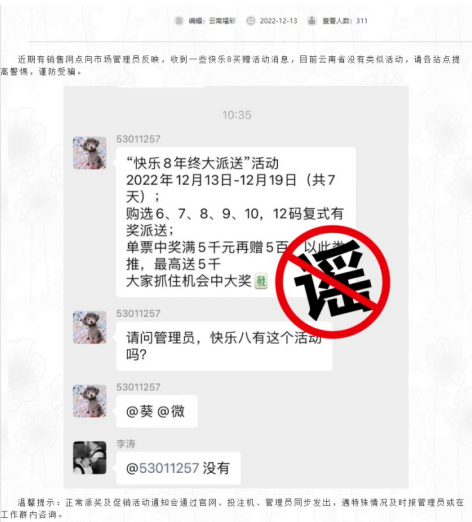 编辑：云南福彩 2022-12-13 查看人数：311
近期有销售网点向市场管理员反映，收到一些快乐8买赠活动消息，目前云南省没有类似活动，请各站点提
高警惕，谨防受骗。
10:35
53011257
“快乐8年终大派送”活动
2022年12月13日-12月19日（共7
天）；
购选6、7、8、9、10，12码复式有
奖派送；
单票中奖满5千元再赠5百，以此类
推，最高送5千
大家抓住机会中大奖
發
谣
53011257
请问管理员，快乐八有这个活动
吗？
53011257
@葵@微
李涛
@53011257 没有
温馨提示：正常派奖及促销活动通知会通过官网、投注机、管理员同步发出，遇特殊情况及时报管理员或在
工作群内咨询。